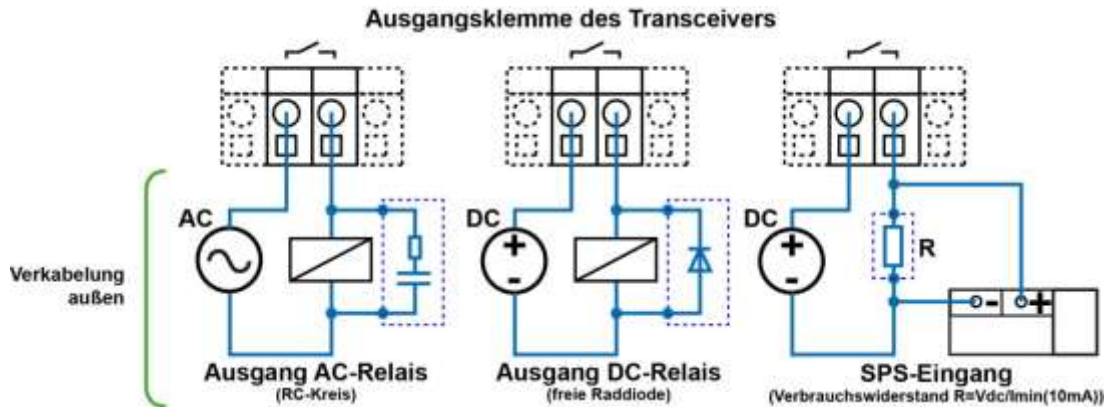 Ausgangsklemme des Transceivers
AC
DC
DC
+
-
+
-
R
- +
Verkabelung
außen
Ausgang AC-Relais
(RC-Kreis)
Ausgang DC-Relais
(freie Raddiode)
SPS-Eingang
(Verbrauchswiderstand R=Vdc/Imin(10mA))